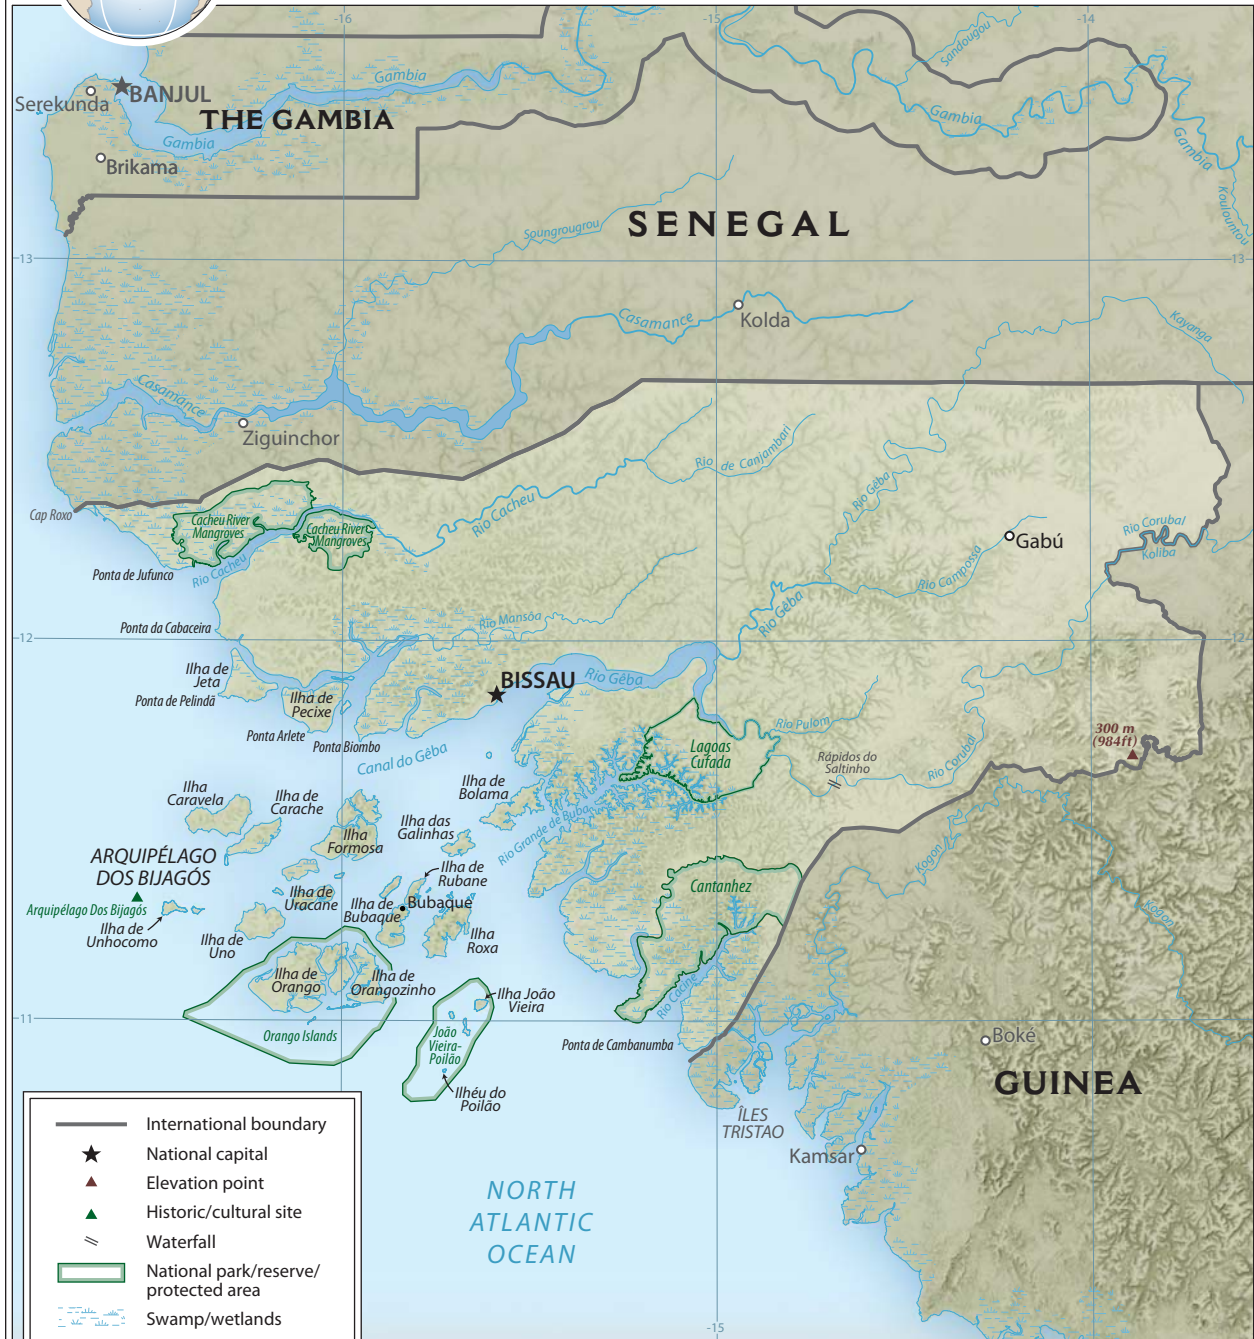 -16
-15
-14
Sandougou
Gambia
BANJUL
Serekunda
THE GAMBIA
Gambia
Gambia
Gambia
Brikama
Koulountou
Soungrougrou
SENEGAL
-13
13
Casamance
Kolda
Kayanga
Casamance
Ziguinchor
Rio
de Canjambari
Rio Gêba
Cap Roxo
Cacheu River
Mangroves
Cacheu River
Mangroves
Rio Cacheu
Rio Corubal
Koliba
Gabú
Ponta de Jufunco
Rio Cacheu
Rio Campossa
Rio Gêba
Rio Mansôa
Ponta da Cabaceira
-12
12
Ilha de
Jeta
BISSAU
Rio Gêba
Ponta de Pelindã
Ilha de
Pecixe
Ponta Arlete
Ponta Biombo
Rio Pulom
300 m
(984ft)
Canal do Gêba
Lagoas
Cufada
Rápidos do
Saltinho
Rio Corubal
Ilha
Caravela
Ilha de
Carache
Ilha de
Bolama
Ilha das
Galinhas
Ilha
Formosa
Rio Grande de Buba
Kogon
ARQUIPÉLAGO
DOS BIJAGÓS
Arquipélago Dos Bijagós
Ilha de
Rubane
Ilha de
Uracane
Ilha de
Bubaque
Bubaque
Cantanhez
Kogon
Ilha de
Unhocomo
Ilha de
Uno
Ilha
Roxa
Ilha de
Orango
Ilha de
Orangozinho
Ilha João
Vieira
Rio Cacine
-11
Orango Islands
João
Vieira-
Poilão
Ponta de Cambanumba
Boké
Ilhéu do
Poilão
GUINEA
ÎLES
TRISTAO
Kamsar
NORTH
ATLANTIC
OCEAN
International boundary
National capital
Elevation point
Historic/cultural site
Waterfall
National park/reserve/
protected area
Swamp/wetlands
-15